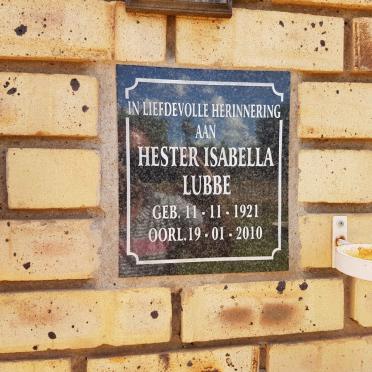 IN LIEFDEVOLLE HERINNERING
AAN
HESTER ISABELLA
LUBBE
GEB. 11 - 11 - 1921
OORL. 19 - 01 - 2010